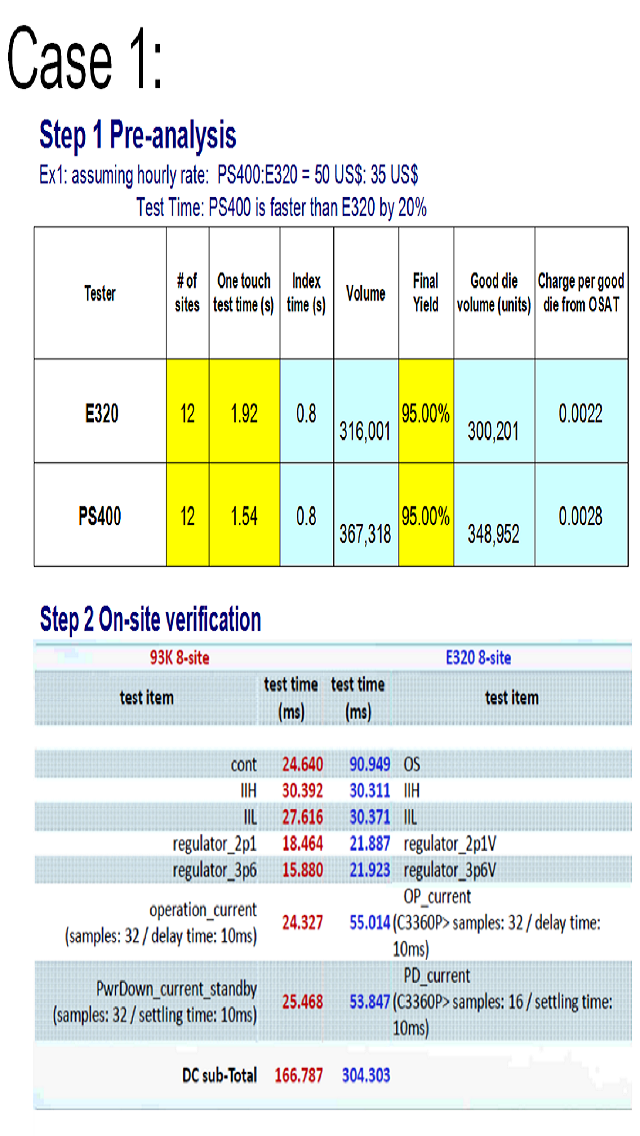 Case 1:
Step 1 Pre-analysis
Ex1: assuming hourly rate: PS400:E320 = 50 US$: 35 US$
Test Time: PS400 is faster than E320 by 20%
Tester # of sites One touch test time (s) Index time (s) Volume Final Yield Good die volume (units) Charge per good die from OSAT
E320 12 1.92 0.8 316,001 95.00% 300,201 0.0022
PS400 12 1.54 0.8 367,318 95.00% 348,952 0.0028
Step 2 On-site verification
93K 8-site E320 8-site
test item test time (ms) test time (ms) test item
cont 24.640 90.949 OS
IIH 30.392 30.311 IIH
IIL 27.616 30.371 IIL
regulator_2p1 18.464 21.887 regulator_2p1V
regulator_3p6 15.880 21.923 regulator_3p6V
operation_current
(samples: 32 / delay time: 10ms)
24.327 55.014
OP_current
(C3360P> samples: 32 / delay time:
10ms)
PwrDown_current_standby
(samples: 32 / settling time: 10ms)
25.468 53.847
PD_current
(C3360P> samples: 16 / settling time:
10ms)
DC sub-Total 166.787 304.303